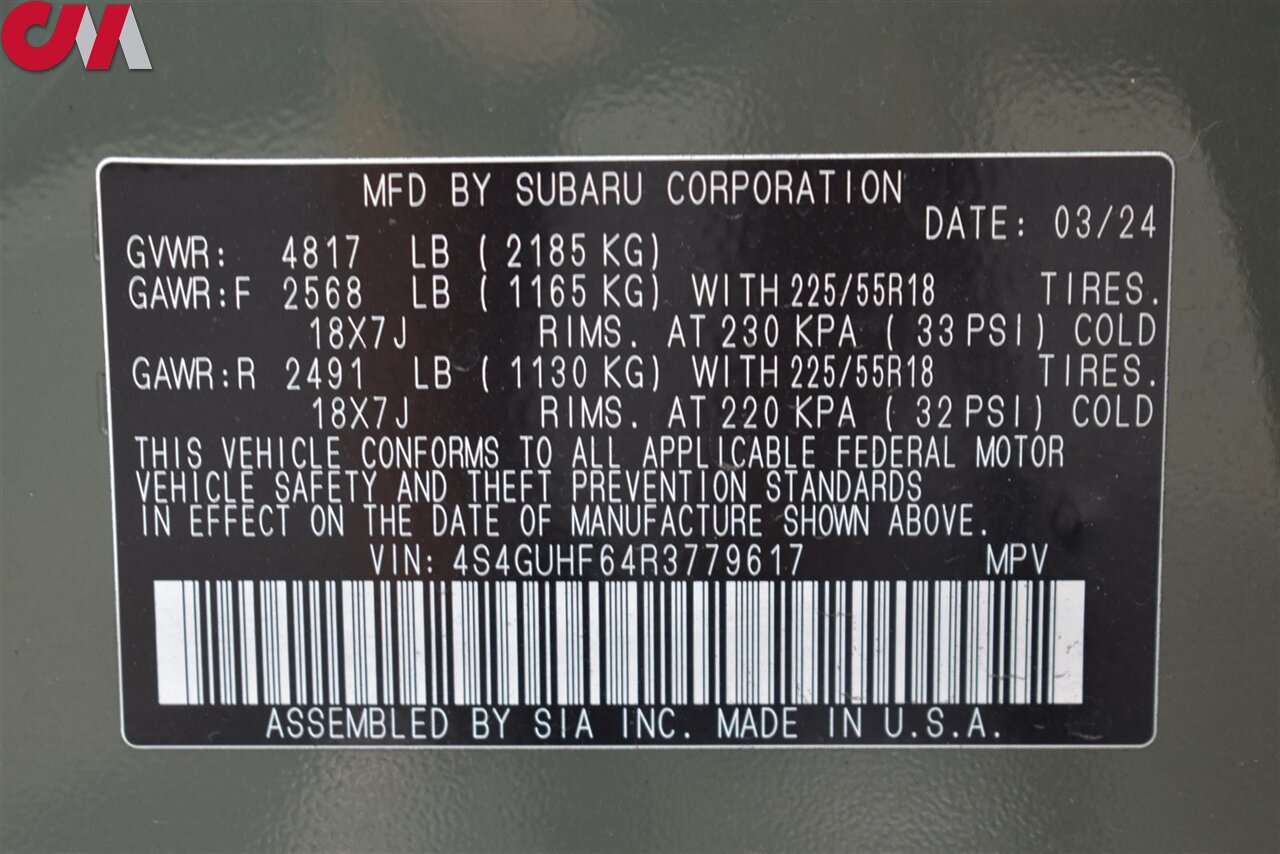 CM
MFD BY SUBARU CORPORATION
DATE: 03/24
GVWR: 4817 LB ( 2185 KG)
GAWR:F 2568 LB ( 1165 KG) WITH 225/55R18 TIRES.
18X7J RIMS. AT 230 KPA ( 33 PSI) COLD
GAWR:R 2491 LB ( 1130 KG) WITH 225/55R18 TIRES.
18X7J RIMS. AT 220 KPA ( 32 PSI) COLD
THIS VEHICLE CONFORMS TO ALL APPLICABLE FEDERAL MOTOR
VEHICLE SAFETY AND THEFT PREVENTION STANDARDS
IN EFFECT ON THE DATE OF MANUFACTURE SHOWN ABOVE.
VIN: 4S4GUHF64R3779617 MPV
ASSEMBLED BY SIA INC. MADE IN U.S.A.